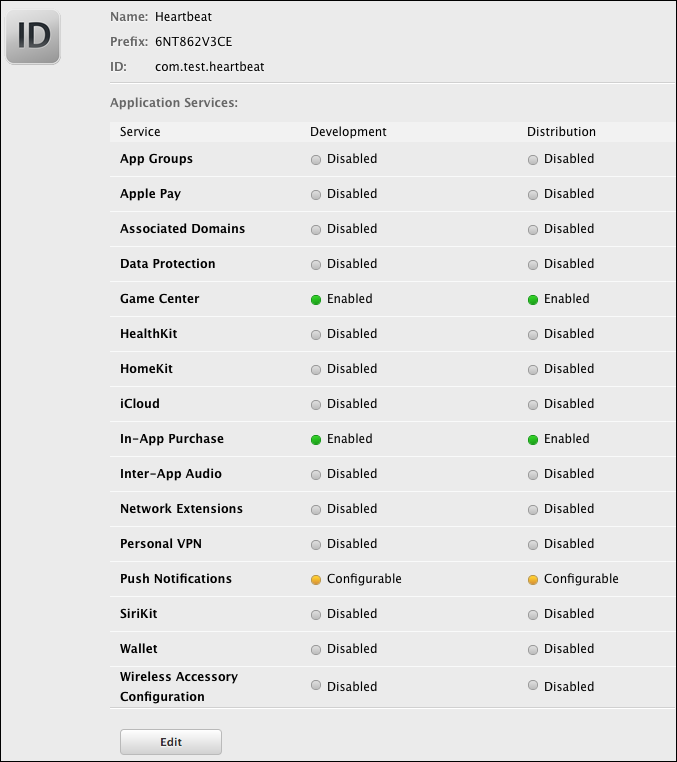 ID
Name: Heartbeat
Prefix: 6NT862V3CE
ID: com.test.heartbeat
Application Services:
Service Development Distribution
App Groups Disabled Disabled
Apple Pay Disabled Disabled
Associated Domains Disabled Disabled
Data Protection Disabled Disabled
Game Center Enabled Enabled
HealthKit Disabled Disabled
HomeKit Disabled Disabled
iCloud Disabled Disabled
In-App Purchase Enabled Enabled
Inter-App Audio Disabled Disabled
Network Extensions Disabled Disabled
Personal VPN Disabled Disabled
Push Notifications Configurable Configurable
SiriKit Disabled Disabled
Wallet Disabled Disabled
Wireless Accessory
Configuration Disabled Disabled
Edit